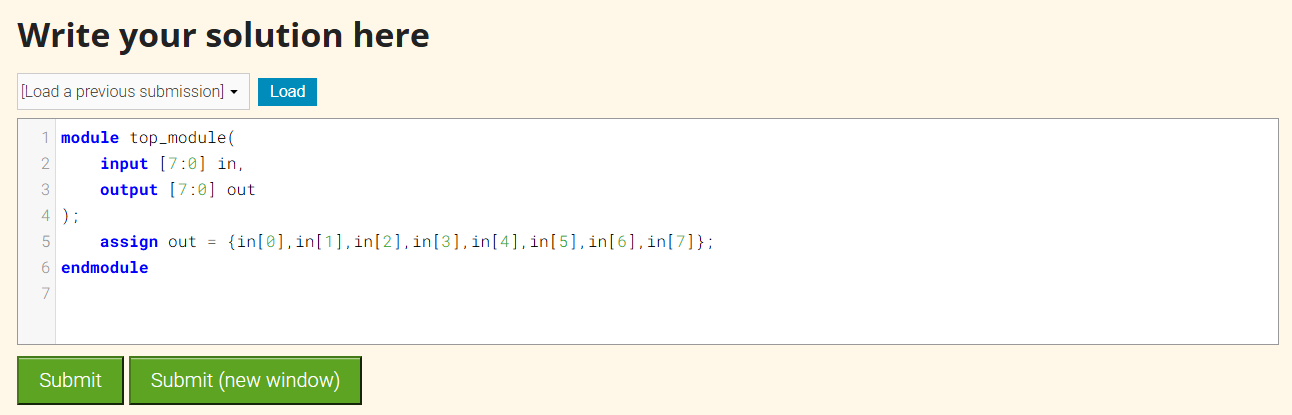 Write your solution here
[Load a previous submission] Load
1 module top_module(
2     input [7:0] in,
3     output [7:0] out
4 );
5     assign out = {in[0],in[1],in[2],in[3],in[4],in[5],in[6],in[7]};
6 endmodule
7
Submit Submit (new window)